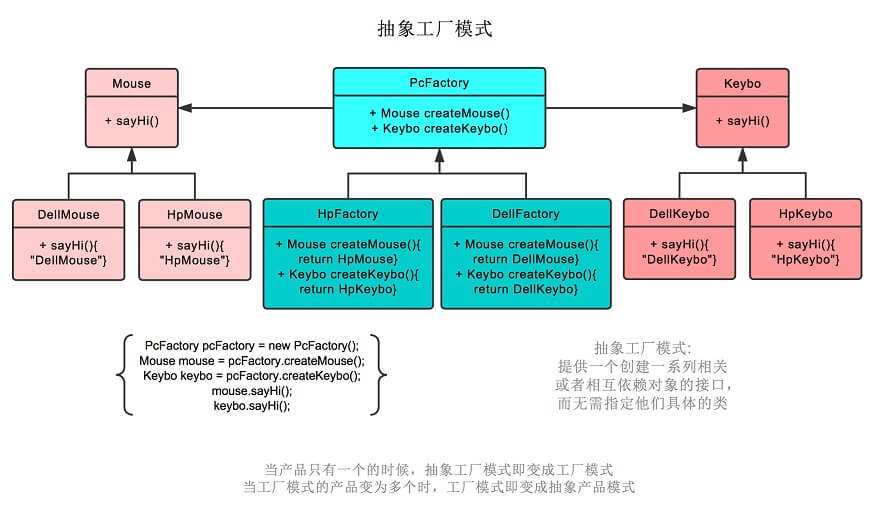 抽象工厂模式
Mouse
+ sayHi()
PcFactory
+ Mouse createMouse()
+ Keybo createKeybo()
Keybo
+ sayHi()
DellMouse
+ sayHi(){
"DellMouse"}
HpMouse
+ sayHi(){
"HpMouse"}
HpFactory
+ Mouse createMouse(){
return HpMouse}
+ Keybo createKeybo(){
return HpKeybo}
DellFactory
+ Mouse createMouse(){
return DellMouse}
+ Keybo createKeybo(){
return DellKeybo}
DellKeybo
+ sayHi(){
"DellKeybo"}
HpKeybo
+ sayHi(){
"HpKeybo"}
PcFactory pcFactory = new PcFactory();
Mouse mouse = pcFactory.createMouse();
Keybo keybo = pcFactory.createKeybo();
mouse.sayHi();
keybo.sayHi();
抽象工厂模式:
提供一个创建一系列相关
或者相互依赖对象的接口，
而无需指定他们具体的类
当产品只有一个的时候，抽象工厂模式即变成工厂模式
当工厂模式的产品变为多个时，工厂模式即变成抽象产品模式